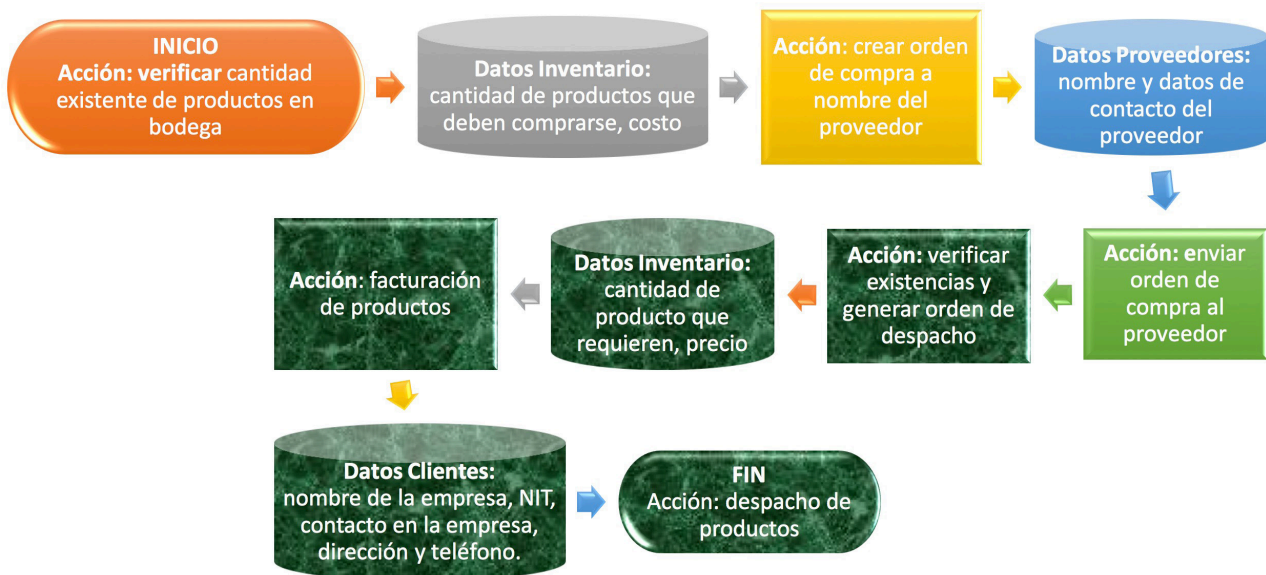 INICIO
Acción: verificar cantidad
existente de productos en
bodega
Datos Inventario:
cantidad de productos que
deben comprarse, costo
Acción: crear orden
de compra a
nombre del
proveedor
Datos Proveedores:
nombre y datos de
contacto del
proveedor
Acción: enviar
orden de
compra al
proveedor
Acción: verificar
existencias y
generar orden de
despacho
Datos Inventario:
cantidad de
producto que
requieren, precio
Acción: facturación
de productos
Datos Clientes:
nombre de la empresa, NIT,
contacto en la empresa,
dirección y teléfono.
FIN
Acción: despacho de
productos